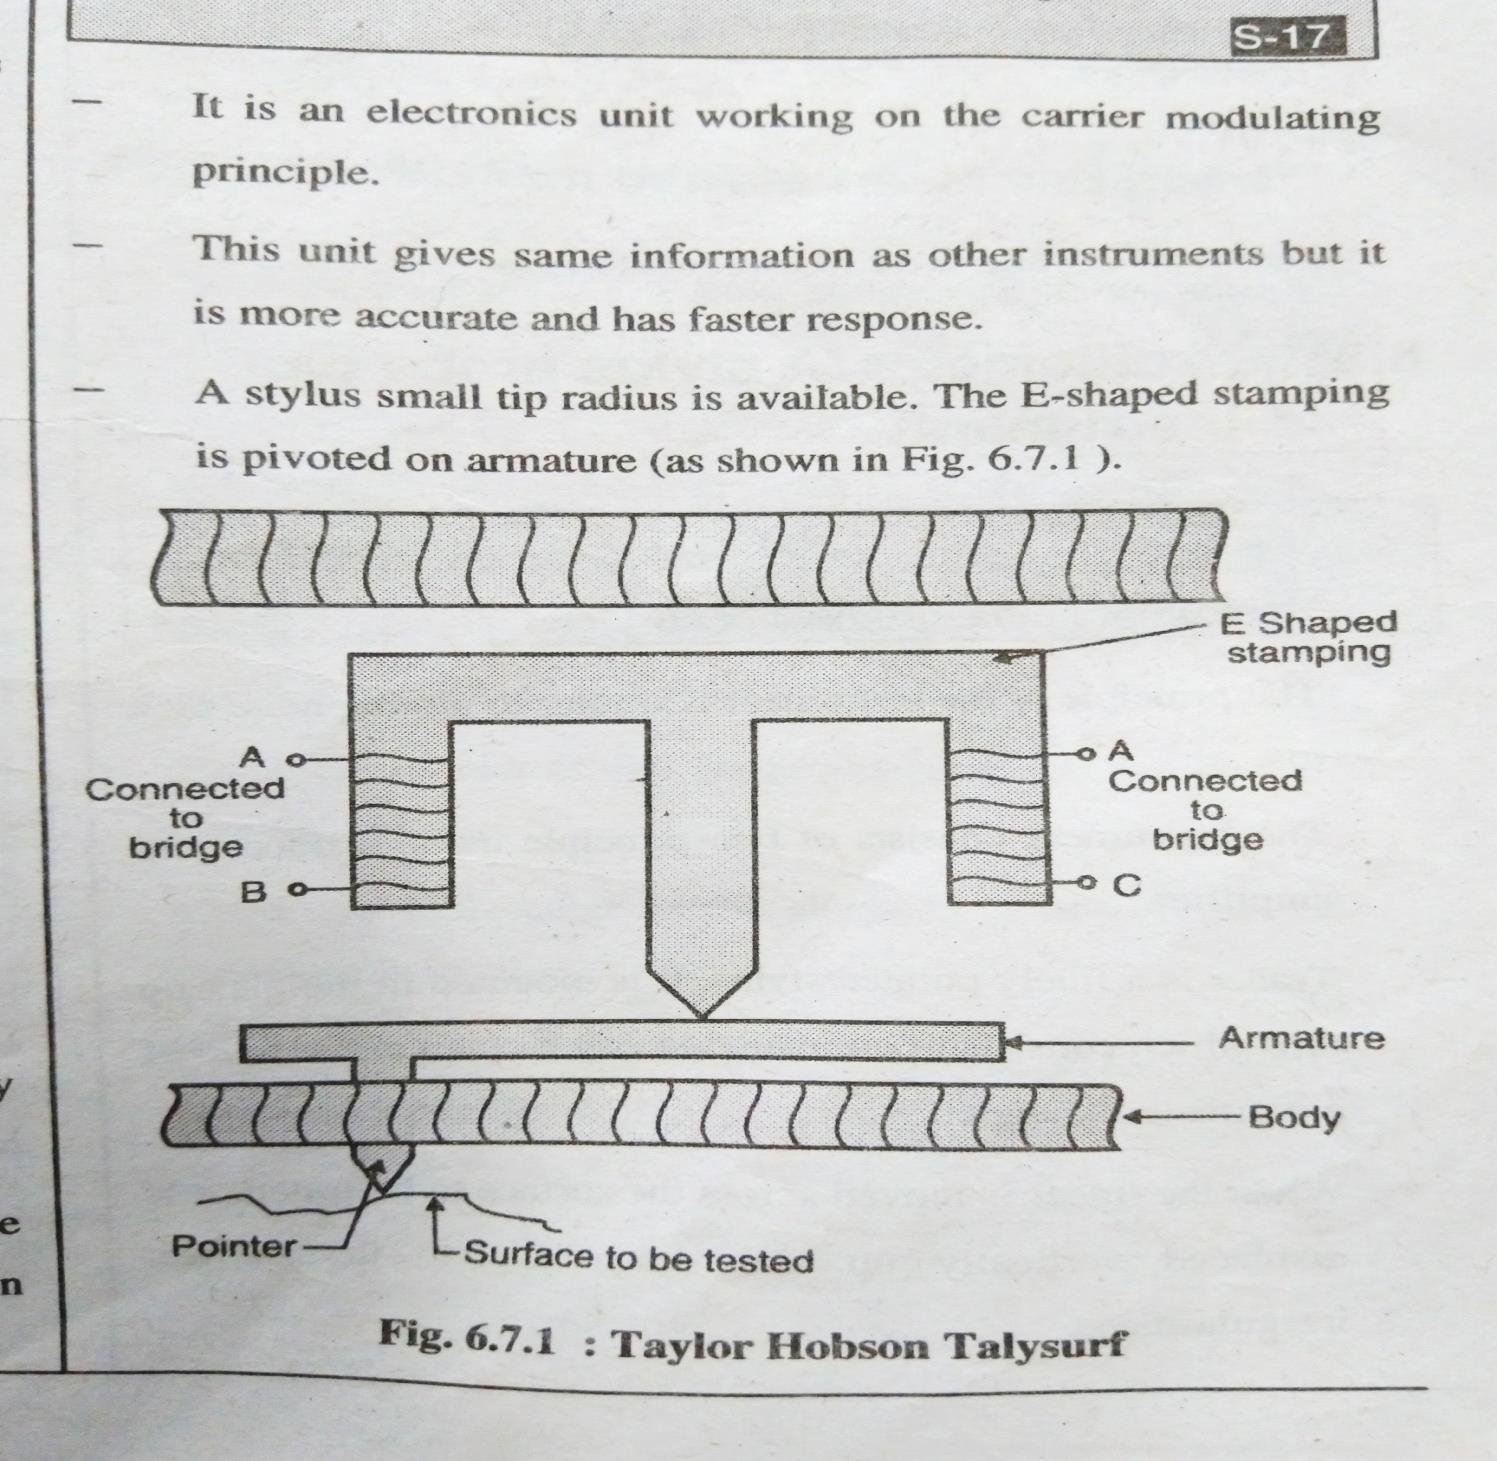 S-17
— It is an electronics unit working on the carrier modulating
principle.
— This unit gives same information as other instruments but it
is more accurate and has faster response.
— A stylus small tip radius is available. The E-shaped stamping
is pivoted on armature (as shown in Fig. 6.7.1 ).
E Shaped
stamping
A
Connected
to
bridge
B
A
Connected
to
bridge
C
Armature
Body
Pointer
Surface to be tested
Fig. 6.7.1 : Taylor Hobson Talysurf
y
e
n